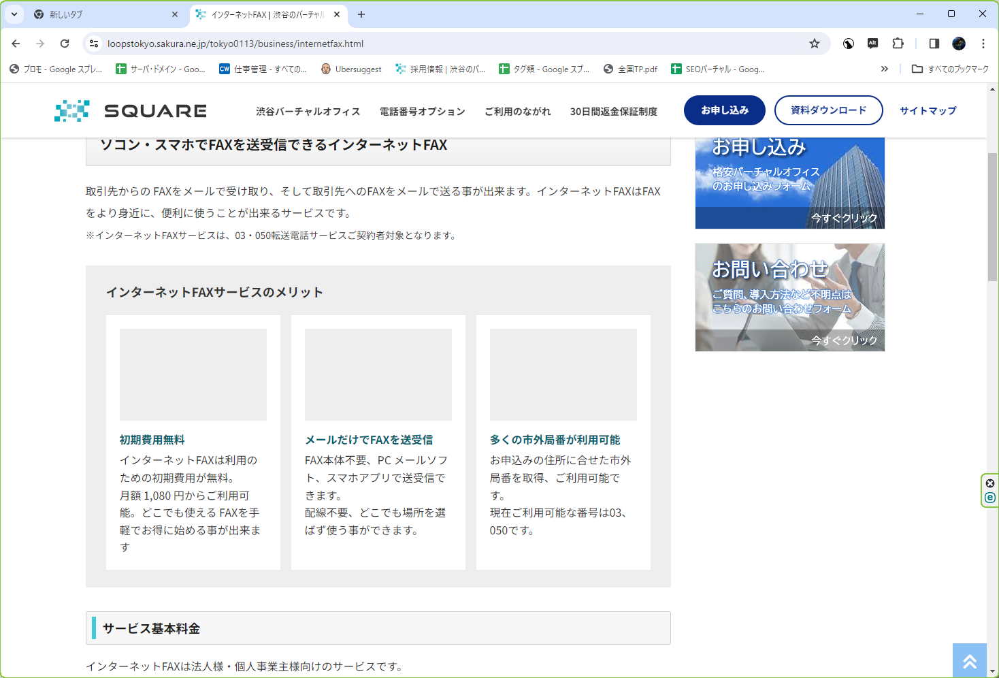 新しいタブ
インターネットFAX | 渋谷のバーチャル
loopstokyo.sakura.ne.jp/tokyo0113/business/internetfax.html
プロモ - Google スプレ...
サーバ・ドメイン - Goo...
CW
仕事管理 - すべての...
Ubersuggest
採用情報 | 渋谷のバ...
タグ類 - Google スプ...
全国TP.pdf
SEOバーチャル - Goog...
すべてのブックマーク
SQUARE
渋谷バーチャルオフィス
電話番号オプション
ご利用のながれ
30日間返金保証制度
お申し込み
資料ダウンロード
サイトマップ
ソコン・スマホでFAXを送受信できるインターネットFAX
取引先からの FAXをメールで受け取り、そして取引先へのFAXをメールで送る事が出来ます。インターネットFAXはFAX
をより身近に、便利に使うことが出来るサービスです。
※インターネットFAXサービスは、03・050転送電話サービスご契約者対象となります。
インターネットFAXサービスのメリット
初期費用無料
インターネットFAXは利用の
ための初期費用が無料。
月額 1,080 円からご利用可
能。どこでも使える FAXを手
軽でお得に始める事が出来ま
す
メールだけでFAXを送受信
FAX本体不要、PC メールソフ
ト、スマホアプリで送受信で
きます。
配線不要、どこでも場所を選
ばず使う事ができます。
多くの市外局番が利用可能
お申込みの住所に合せた市外
局番を取得、ご利用可能で
す。
現在ご利用可能な番号は03、
050です。
サービス基本料金
インターネットFAXは法人様・個人事業主様向けのサービスです。
お申し込み
格安バーチャルオフィス
のお申し込みフォーム
今すぐクリック
お問い合わせ
ご質問、導入方法など不明点は
こちらのお問い合わせフォーム
今すぐクリック